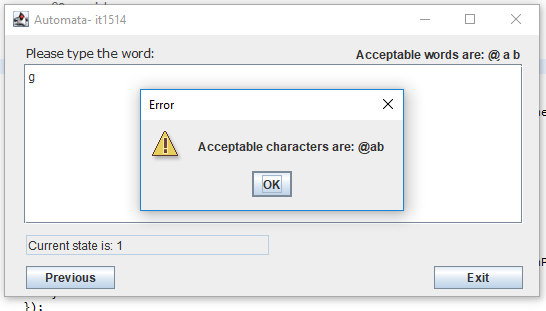 Automata- it1514
Please type the word:
Acceptable words are: @ a b
g
Error
Acceptable characters are: @ab
OK
Current state is: 1
Previous
Exit
});